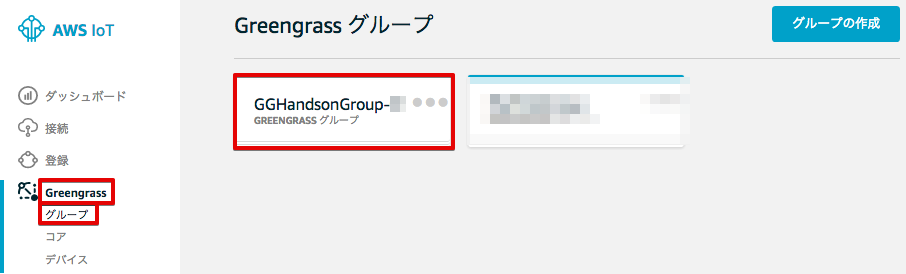 AWS IoT
ダッシュボード
接続
登録
Greengrass
グループ
コア
デバイス
Greengrass グループ
グループの作成
GGHandsonGroup-
GREENGRASS グループ